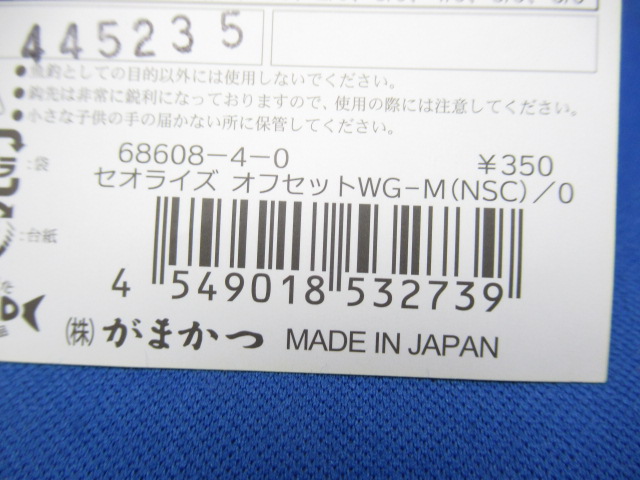 445235
●魚釣としての目的以外には使用しないでください。
●鈎先は非常に鋭利になっておりますので、使用の際には注意してください。
小さな子供の手の届かない所に保管してください。
:袋
:台紙
68608-4-0 ¥350
セオライズ オフセットWG-M(NSC)/0
4 549018 532739
(株) がまかつ MADE IN JAPAN